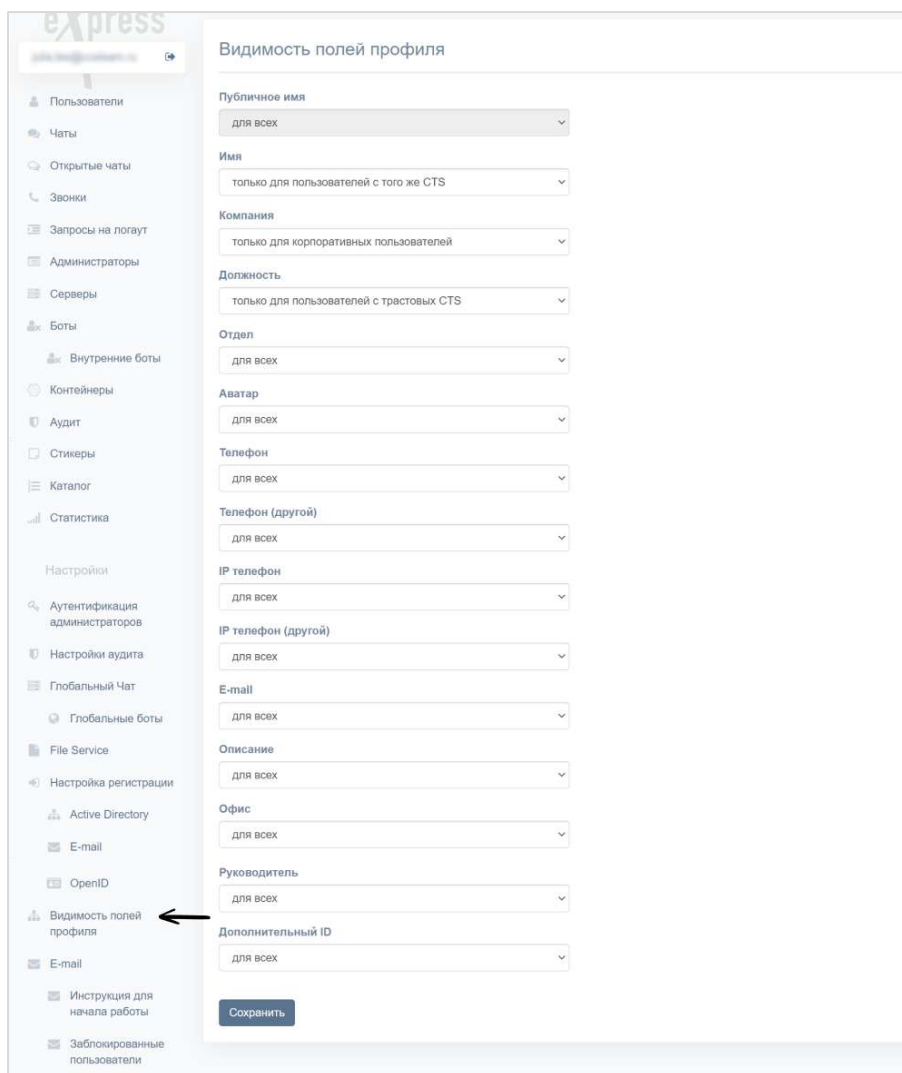 eXpress
Пользователи
Чаты
Открытые чаты
Звонки
Запросы на логаут
Администраторы
Серверы
Боты
Внутренние боты
Контейнеры
Аудит
Стикеры
Каталог
Статистика
Настройки
Аутентификация
администраторов
Настройки аудита
Глобальный Чат
Глобальные боты
File Service
Настройка регистрации
Active Directory
E-mail
OpenID
Видимость полей
профиля
E-mail
Инструкция для
начала работы
Заблокированные
пользователи
Видимость полей профиля
Публичное имя
для всех
Имя
только для пользователей с того же CTS
Компания
только для корпоративных пользователей
Должность
только для пользователей с трастовых CTS
Отдел
для всех
Аватар
для всех
Телефон
для всех
Телефон (другой)
для всех
IP телефон
для всех
IP телефон (другой)
для всех
E-mail
для всех
Описание
для всех
Офис
для всех
Руководитель
для всех
Дополнительный ID
для всех
Сохранить